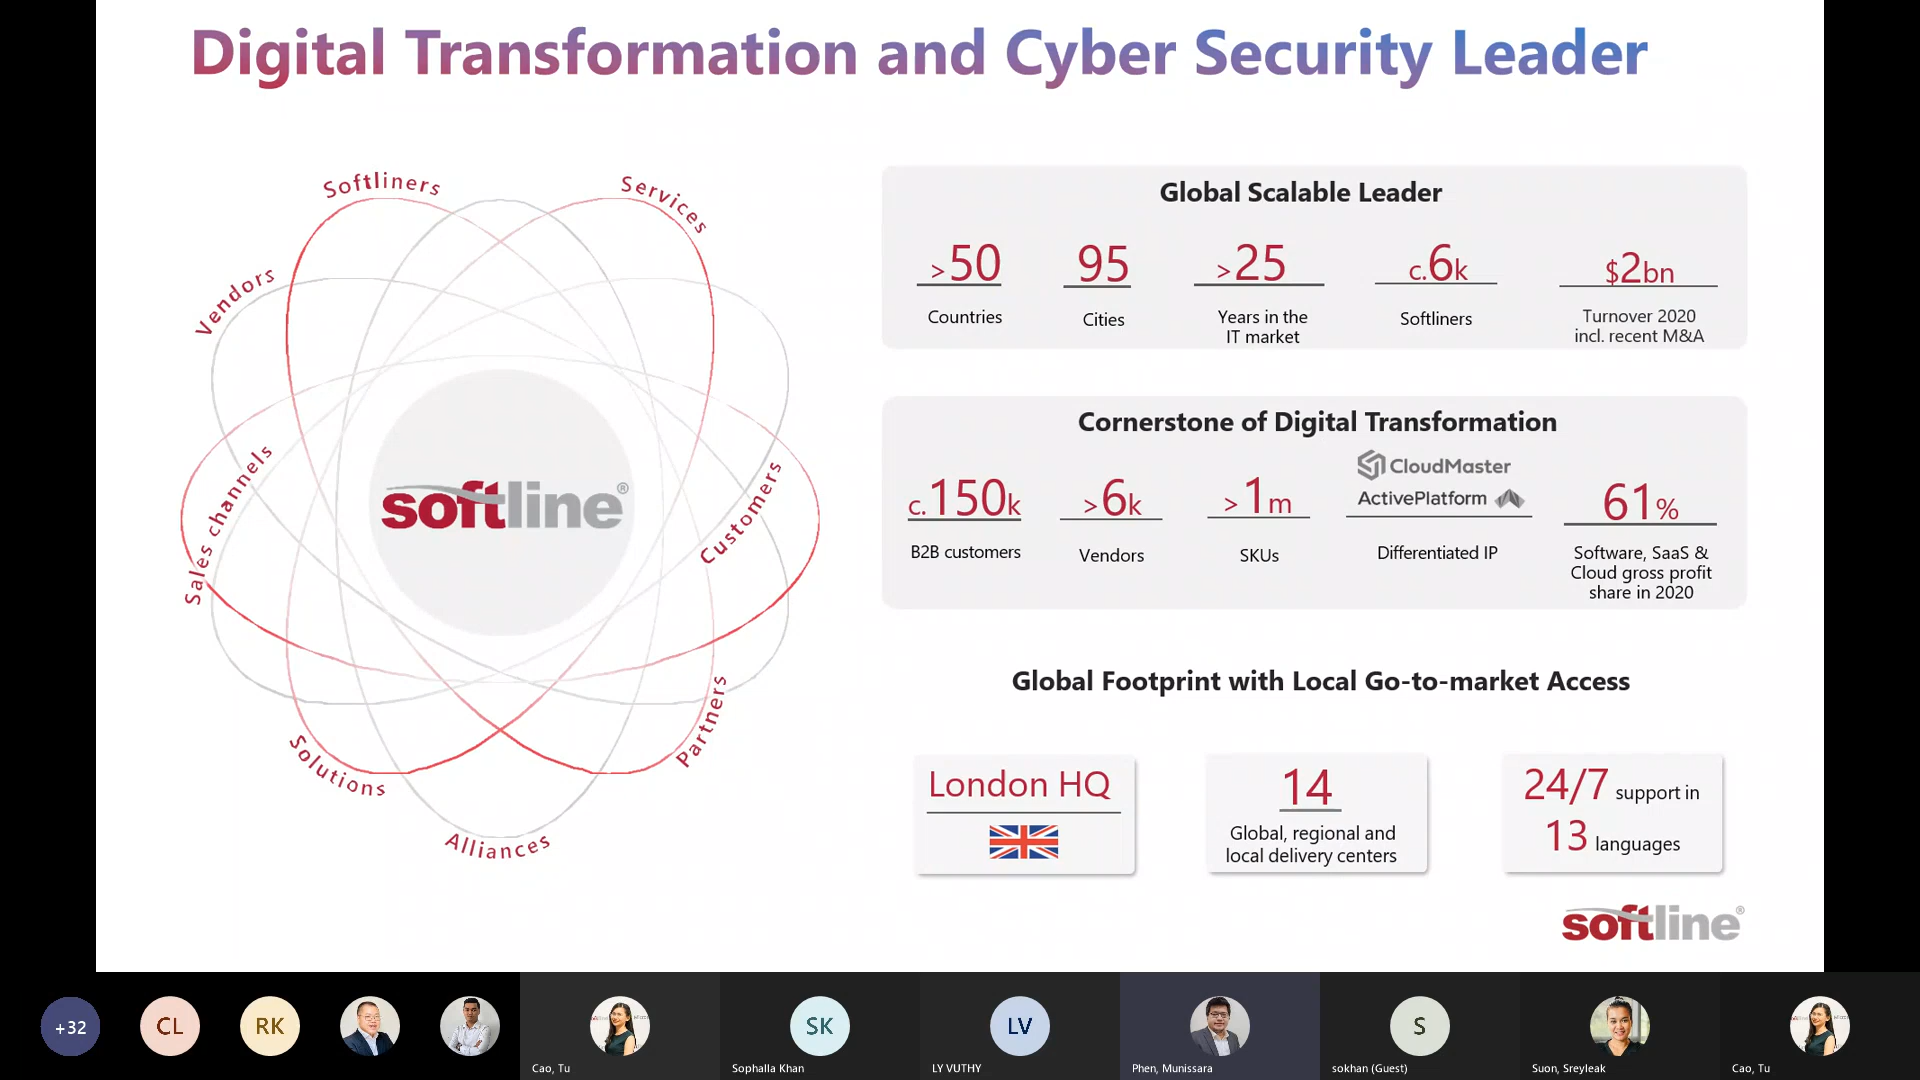 Digital Transformation and Cyber Security Leader
Softliners
Services
Vendors
Sales channels
Customers
Solutions
Partners
Alliances
softline®
Global Scalable Leader
>50
Countries
95
Cities
>25
Years in the
IT market
c.6k
Softliners
$2bn
Turnover 2020
incl. recent M&A
Cornerstone of Digital Transformation
c.150k
B2B customers
>6k
Vendors
>1m
SKUs
CloudMaster
ActivePlatform
Differentiated IP
61%
Software, SaaS &
Cloud gross profit
share in 2020
Global Footprint with Local Go-to-market Access
London HQ
14
Global, regional and
local delivery centers
24/7 support in
13 languages
softline®
+32
CL
RK
Cao, Tu
SK
Sophalla Khan
LV
LY VUTHY
Phen, Munissara
S
sokhan (Guest)
Suon, Sreyleak
Cao, Tu